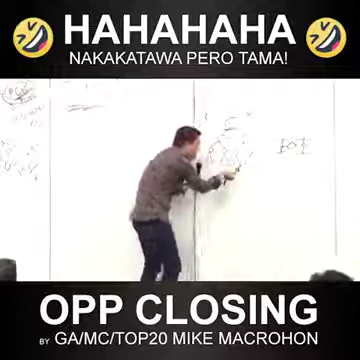 HAHAHAHA
NAKAKATAWA PERO TAMA!
OPP CLOSING
BY GA/MC/TOP20 MIKE MACROHON